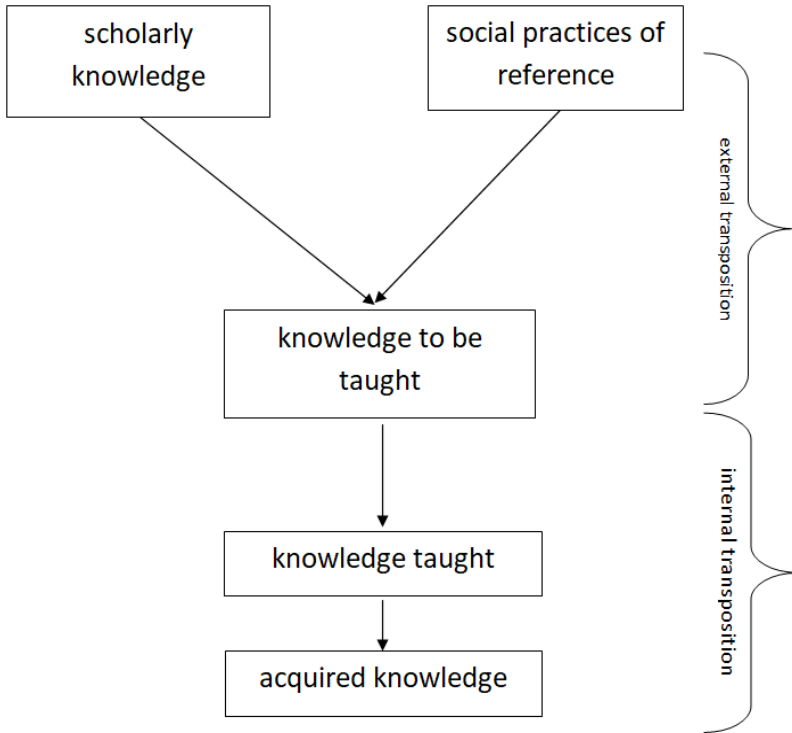 scholarly
knowledge
social practices of
reference
external transposition
knowledge to be
taught
internal transposition
knowledge taught
acquired knowledge